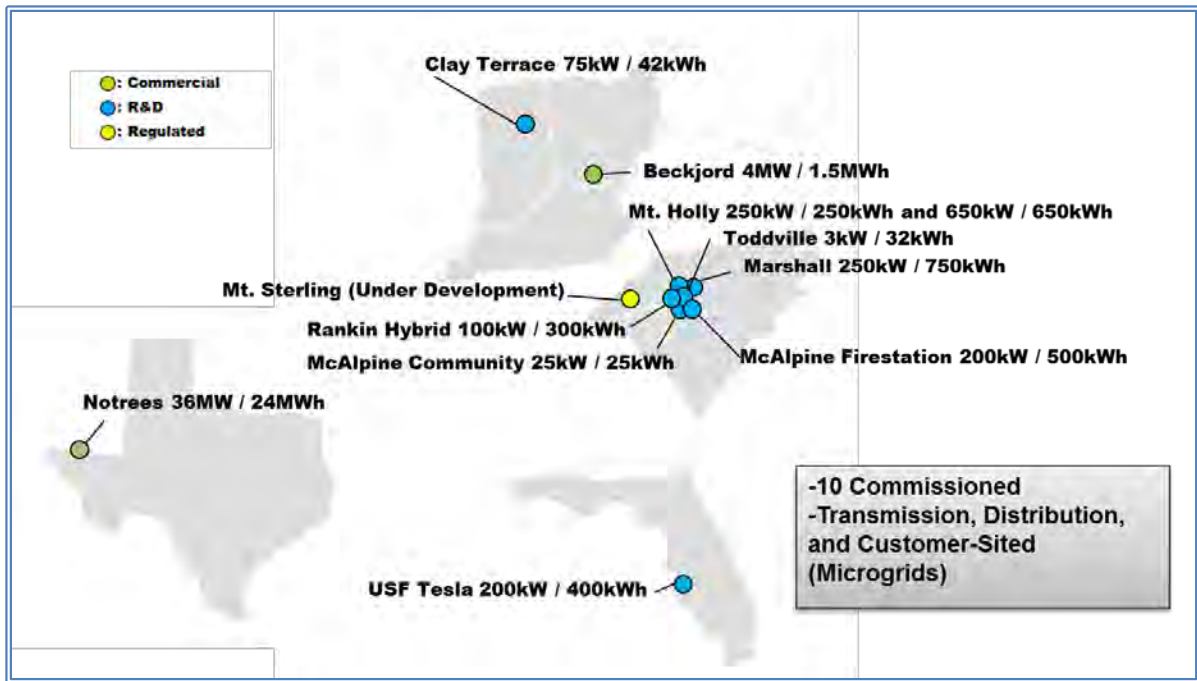 Clay Terrace 75kW / 42kWh
: Commercial
: R&D
: Regulated
Beckjord 4MW / 1.5MWh
Mt. Holly 250kW / 250kWh and 650kW / 650kWh
Toddville 3kW / 32kWh
Marshall 250kW / 750kWh
Mt. Sterling (Under Development)
Rankin Hybrid 100kW / 300kWh
McAlpine Community 25kW / 25kWh
McAlpine Firestation 200kW / 500kWh
Notrees 36MW / 24MWh
-10 Commissioned
-Transmission, Distribution,
and Customer-Sited
(Microgrids)
USF Tesla 200kW / 400kWh